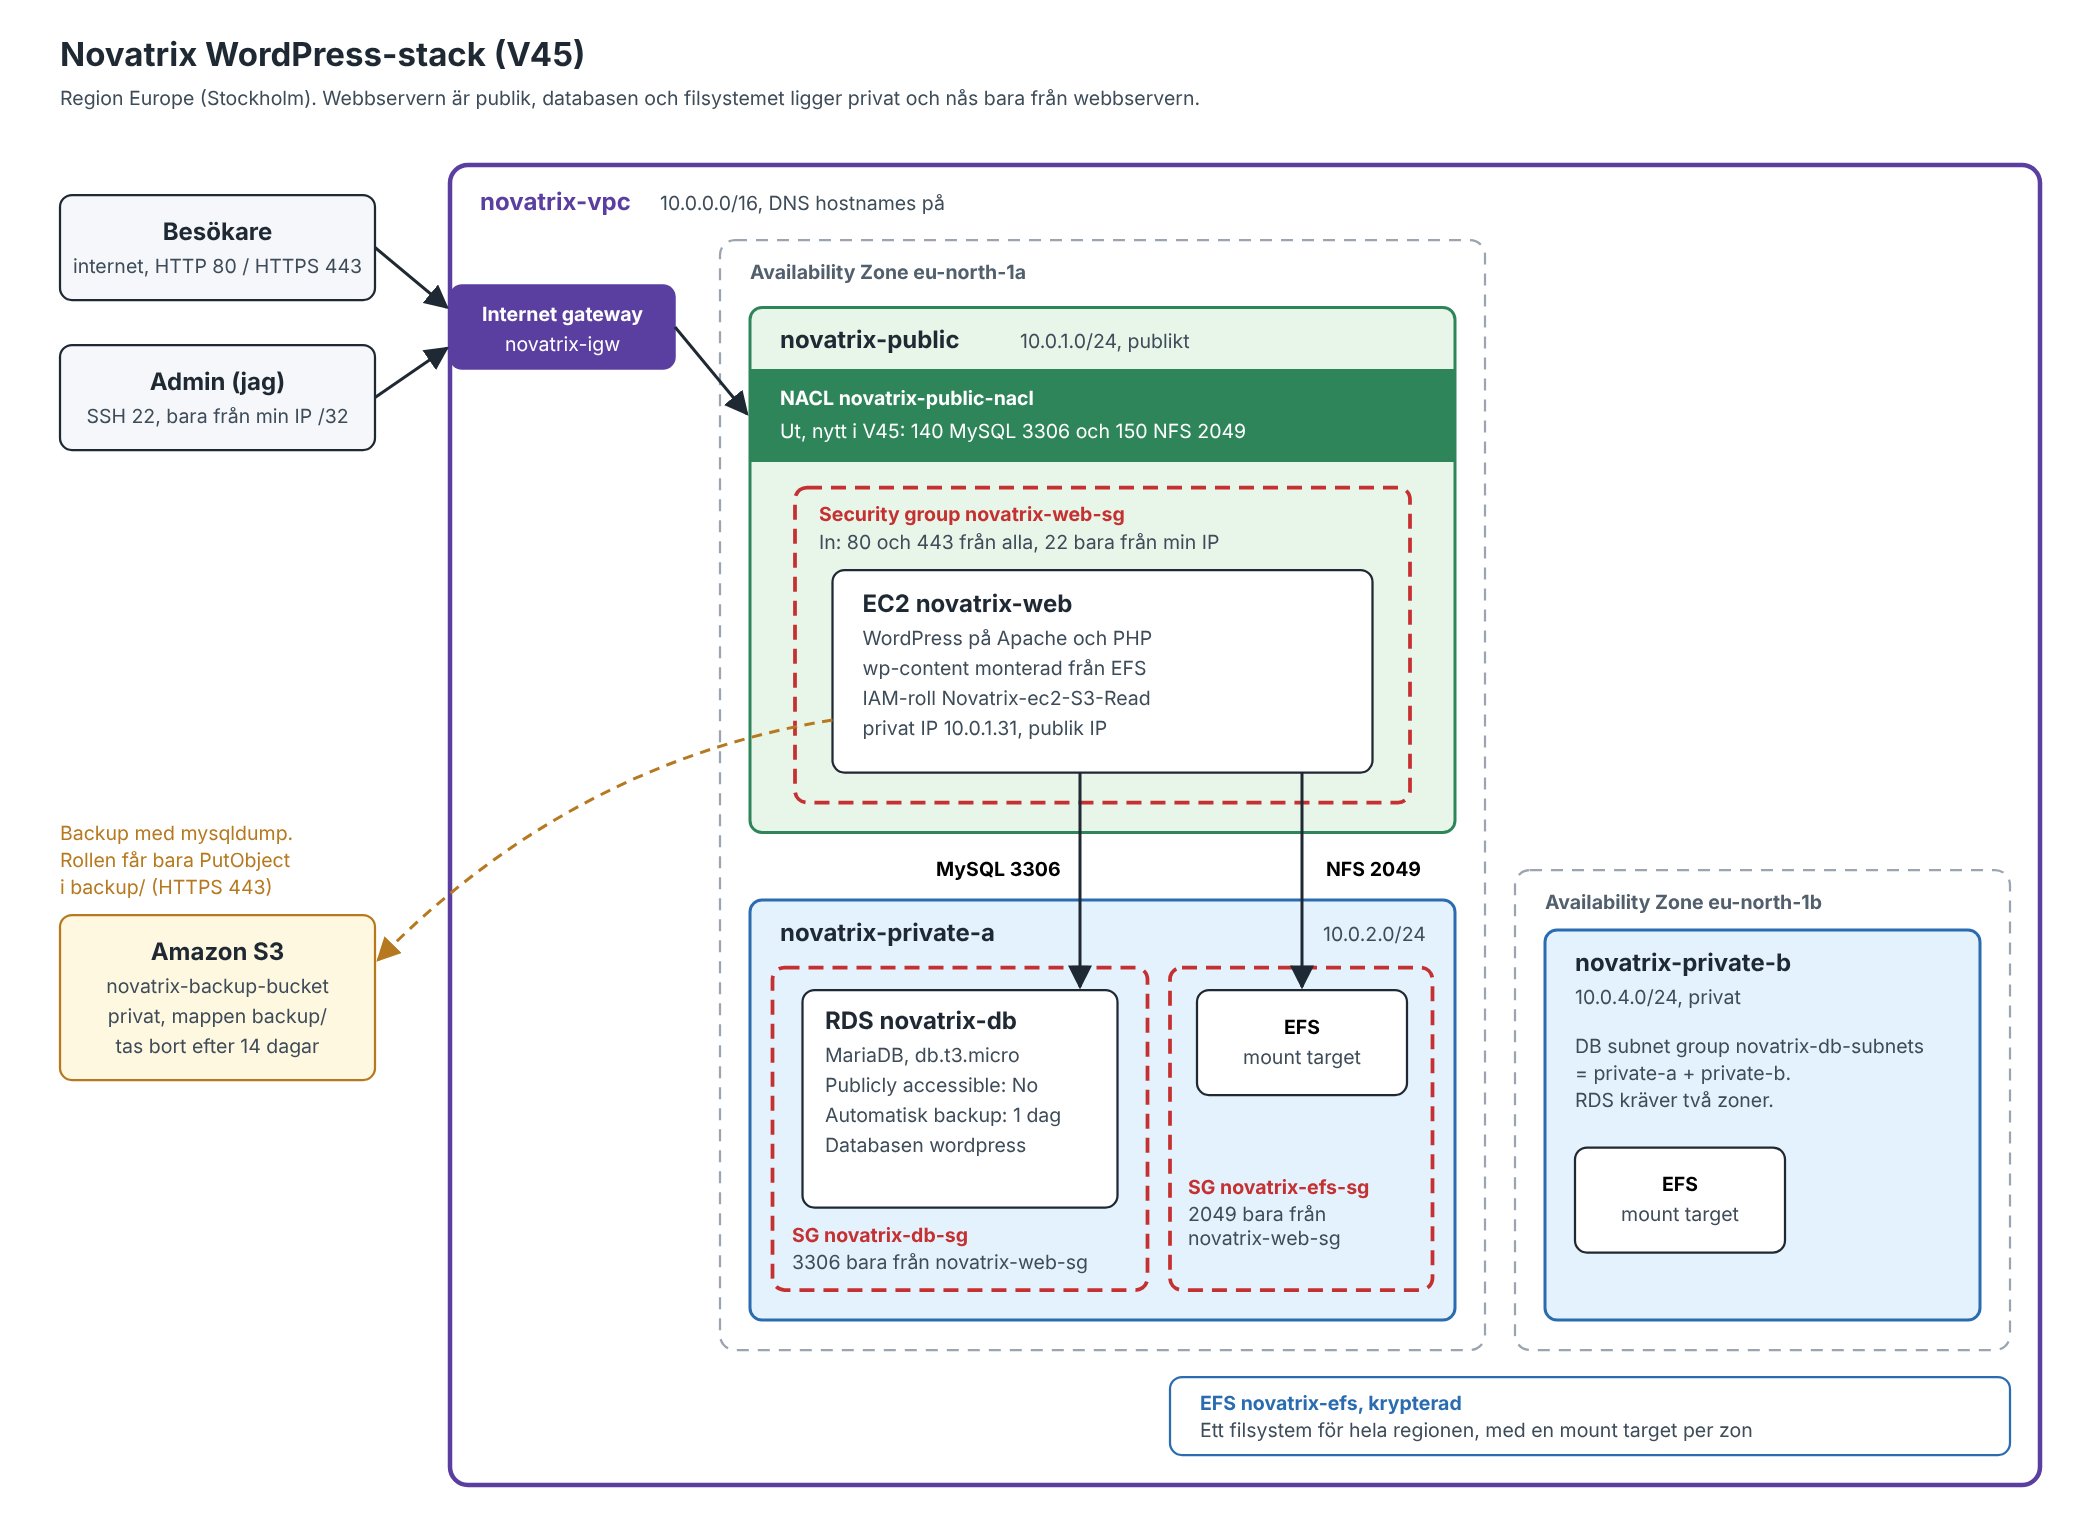 Novatrix WordPress-stack (V45)
Region Europe (Stockholm). Webbservern är publik, databasen och filsystemet ligger privat och nås bara från webbservern.
Besökare
internet, HTTP 80 / HTTPS 443
Admin (jag)
SSH 22, bara från min IP /32
novatrix-vpc 10.0.0.0/16, DNS hostnames på
Internet gateway
novatrix-igw
Availability Zone eu-north-1a
novatrix-public 10.0.1.0/24, publikt
NACL novatrix-public-nacl
Ut, nytt i V45: 140 MySQL 3306 och 150 NFS 2049
Security group novatrix-web-sg
In: 80 och 443 från alla, 22 bara från min IP
EC2 novatrix-web
WordPress på Apache och PHP
wp-content monterad från EFS
IAM-roll Novatrix-ec2-S3-Read
privat IP 10.0.1.31, publik IP
Backup med mysqldump.
Rollen får bara PutObject
i backup/ (HTTPS 443)
Amazon S3
novatrix-backup-bucket
privat, mappen backup/
tas bort efter 14 dagar
MySQL 3306
NFS 2049
novatrix-private-a 10.0.2.0/24
RDS novatrix-db
MariaDB, db.t3.micro
Publicly accessible: No
Automatisk backup: 1 dag
Databasen wordpress
SG novatrix-db-sg
3306 bara från novatrix-web-sg
EFS
mount target
SG novatrix-efs-sg
2049 bara från
novatrix-web-sg
Availability Zone eu-north-1b
novatrix-private-b
10.0.4.0/24, privat
DB subnet group novatrix-db-subnets
= private-a + private-b.
RDS kräver två zoner.
EFS
mount target
EFS novatrix-efs, krypterad
Ett filsystem för hela regionen, med en mount target per zon